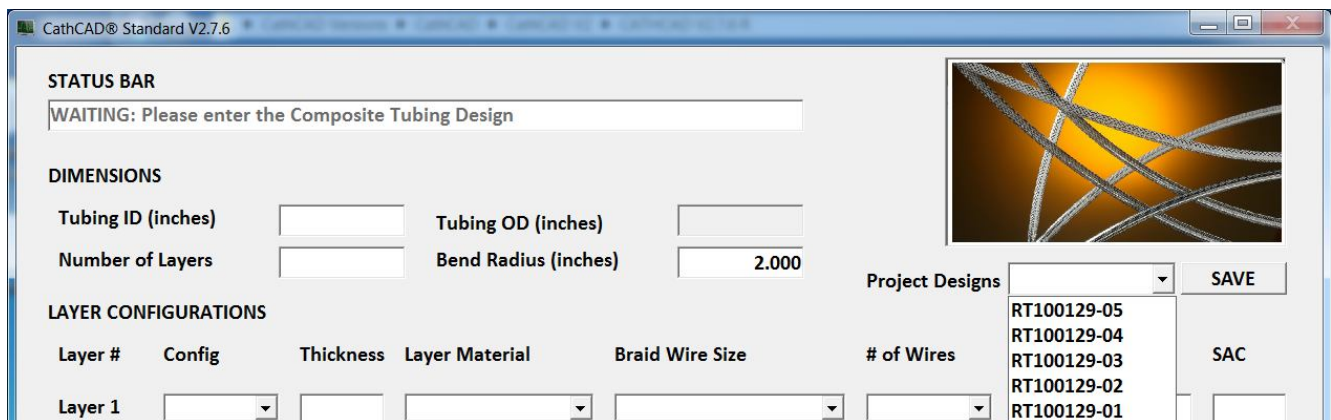 CathCAD® Standard V2.7.6
STATUS BAR
WAITING: Please enter the Composite Tubing Design
DIMENSIONS
Tubing ID (inches) Tubing OD (inches)
Number of Layers Bend Radius (inches) 2.000
Project Designs SAVE
RT100129-05
RT100129-04
RT100129-03
RT100129-02
RT100129-01
LAYER CONFIGURATIONS
Layer # Config Thickness Layer Material Braid Wire Size # of Wires SAC
Layer 1